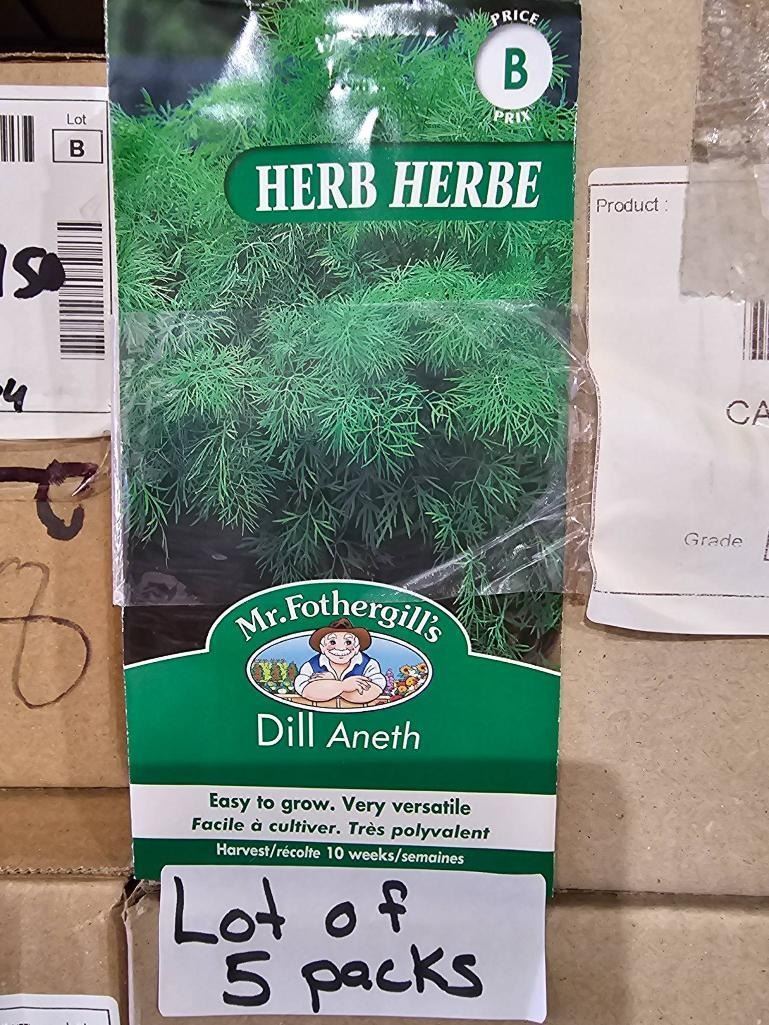 PRICE
B
PRIX
HERB HERBE
Lot
B
150
Product :
CA
Grade
Mr.Fothergill's
Dill Aneth
Easy to grow. Very versatile
Facile à cultiver. Très polyvalent
Harvest/récolte 10 weeks/semaines
Lot of
5 packs